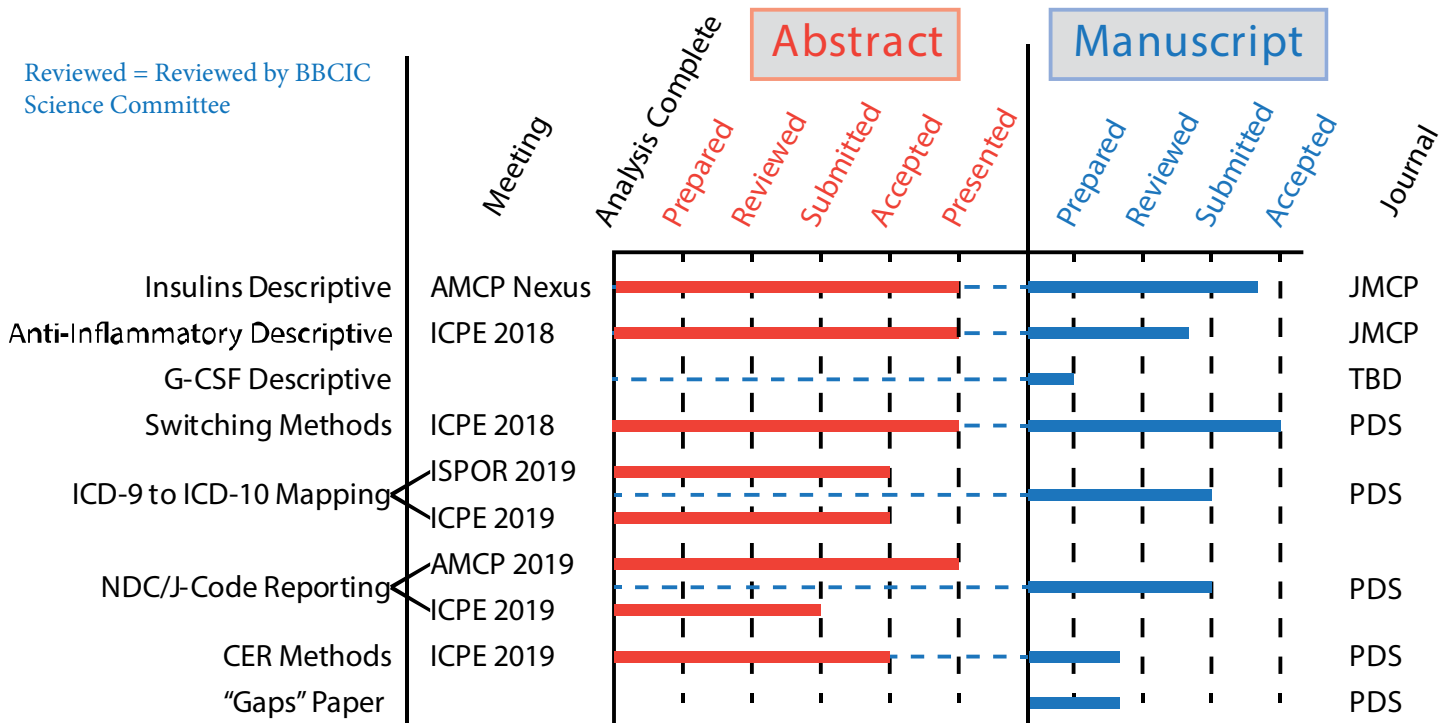 Abstract
Manuscript
Reviewed = Reviewed by BBCIC
Science Committee
Meeting
Analysis Complete
Prepared
Reviewed
Submitted
Accepted
Presented
Prepared
Reviewed
Submitted
Accepted
Journal
Insulins Descriptive AMCP Nexus JMCP
Anti-Inflammatory Descriptive ICPE 2018 JMCP
G-CSF Descriptive TBD
Switching Methods ICPE 2018 PDS
ISPOR 2019
ICD-9 to ICD-10 Mapping PDS
ICPE 2019
AMCP 2019
NDC/J-Code Reporting PDS
ICPE 2019
CER Methods ICPE 2019 PDS
“Gaps” Paper PDS